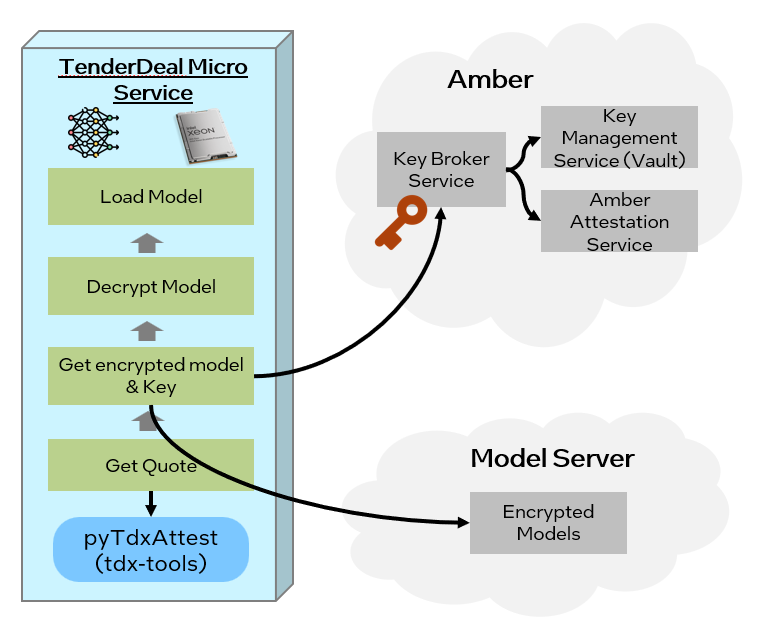 TenderDeal Micro
Service
XEON
Load Model
Decrypt Model
Get encrypted model
& Key
Get Quote
pyTdxAttest
(tdx-tools)
Amber
Key Broker
Service
Key
Management
Service (Vault)
Amber
Attestation
Service
Model Server
Encrypted
Models